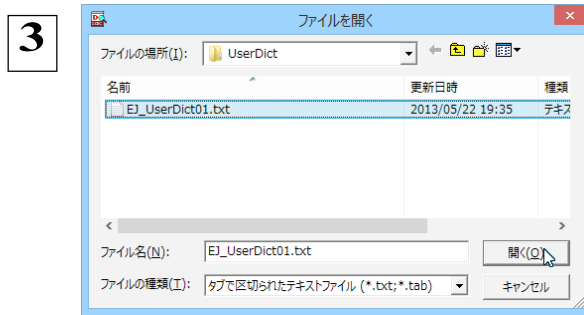 3
ファイルを開く
ファイルの場所(I): UserDict
名前 更新日時 種類
EJ_UserDict01.txt 2013/05/22 19:35 テキス
ファイル名(N): EJ_UserDict01.txt 開く(O)
ファイルの種類(T): タブで区切られたテキストファイル (*.txt;*.tab) キャンセル